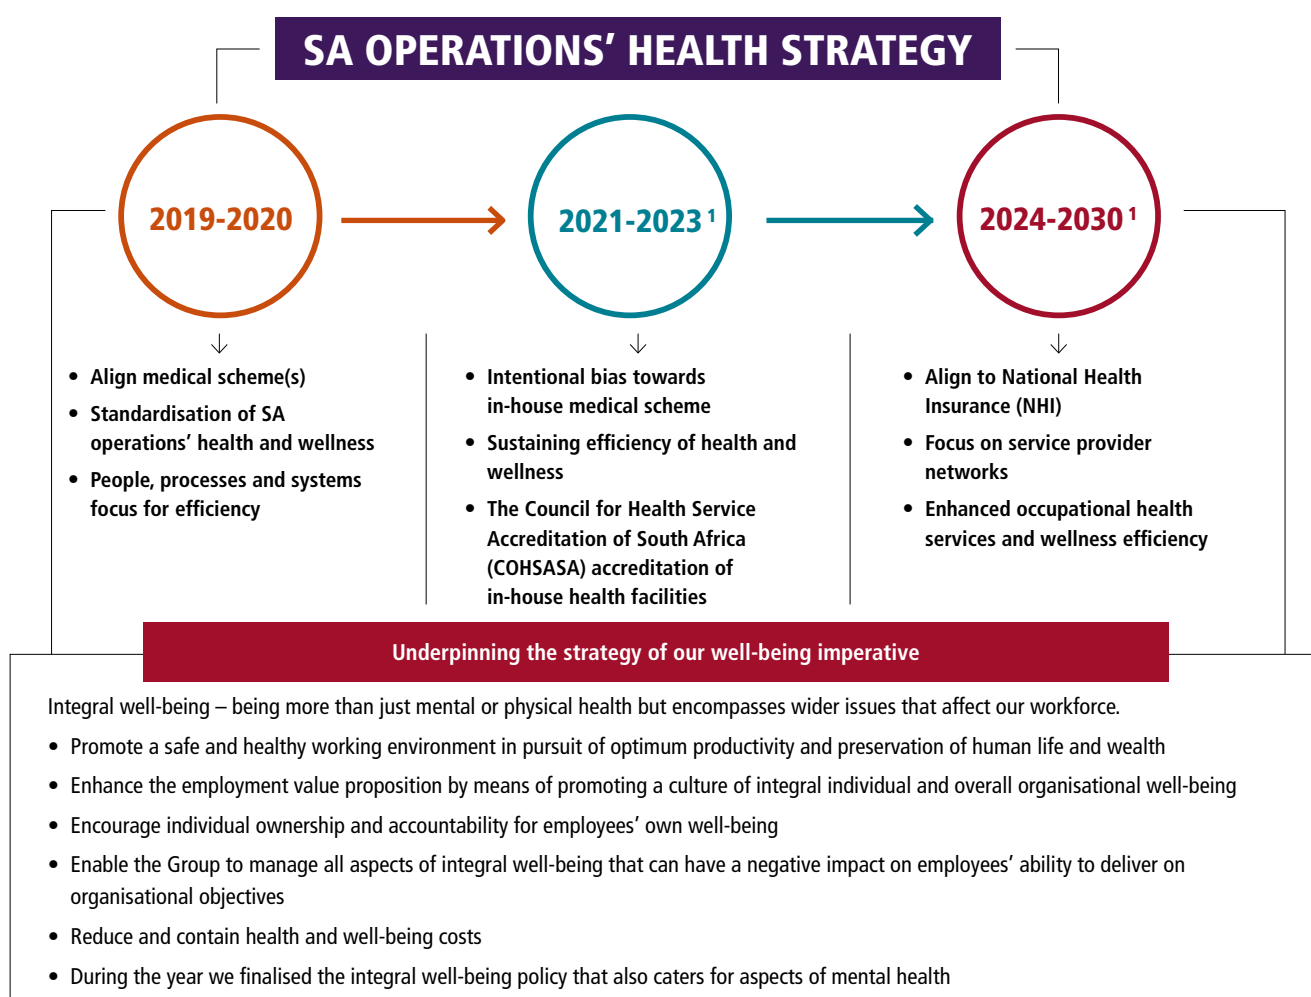 SA OPERATIONS' HEALTH STRATEGY
2019-2020
2021-2023 1
2024-2030 1
• Align medical scheme(s)
• Standardisation of SA
operations' health and wellness
• People, processes and systems
focus for efficiency
• Intentional bias towards
in-house medical scheme
• Sustaining efficiency of health and
wellness
• The Council for Health Service
Accreditation of South Africa
(COHSASA) accreditation of
in-house health facilities
• Align to National Health
Insurance (NHI)
• Focus on service provider
networks
• Enhanced occupational health
services and wellness efficiency
Underpinning the strategy of our well-being imperative
Integral well-being – being more than just mental or physical health but encompasses wider issues that affect our workforce.
• Promote a safe and healthy working environment in pursuit of optimum productivity and preservation of human life and wealth
• Enhance the employment value proposition by means of promoting a culture of integral individual and overall organisational well-being
• Encourage individual ownership and accountability for employees' own well-being
• Enable the Group to manage all aspects of integral well-being that can have a negative impact on employees' ability to deliver on
organisational objectives
• Reduce and contain health and well-being costs
• During the year we finalised the integral well-being policy that also caters for aspects of mental health